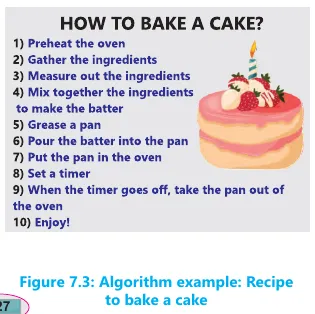 HOW TO BAKE A CAKE?
1) Preheat the oven
2) Gather the ingredients
3) Measure out the ingredients
4) Mix together the ingredients
to make the batter
5) Grease a pan
6) Pour the batter into the pan
7) Put the pan in the oven
8) Set a timer
9) When the timer goes off, take the pan out of
the oven
10) Enjoy!
Figure 7.3: Algorithm example: Recipe
to bake a cake
27